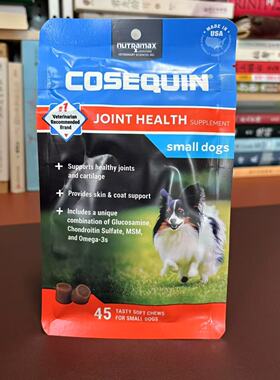 nutramax
LABORATORIES
VETERINARY SCIENCES, INC.
MADE IN
USA
COSEQUIN®
#1
Veterinarian
Recommended
Brand
JOINT HEALTH SUPPLEMENT
small dogs
+ Supports healthy joints
and cartilage
+ Provides skin & coat support
+ Includes a unique
combination of Glucosamine,
Chondroitin Sulfate, MSM,
and Omega-3s
45 TASTY SOFT CHEWS
FOR SMALL DOGS